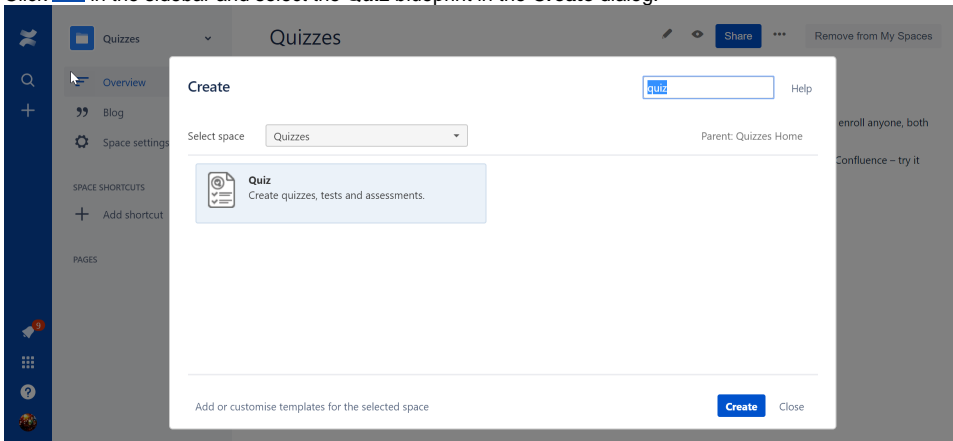 Click in the sidebar and select the Quiz blueprint in the Create dialog.
Quizzes
Quizzes
Share
Remove from My Spaces
Overview
Blog
Space settings
SPACE SHORTCUTS
Add shortcut
PAGES
9
Create
quiz
Help
Select space
Quizzes
Parent: Quizzes Home
Quiz
Create quizzes, tests and assessments.
enroll anyone, both
Confluence – try it
Add or customise templates for the selected space
Create
Close